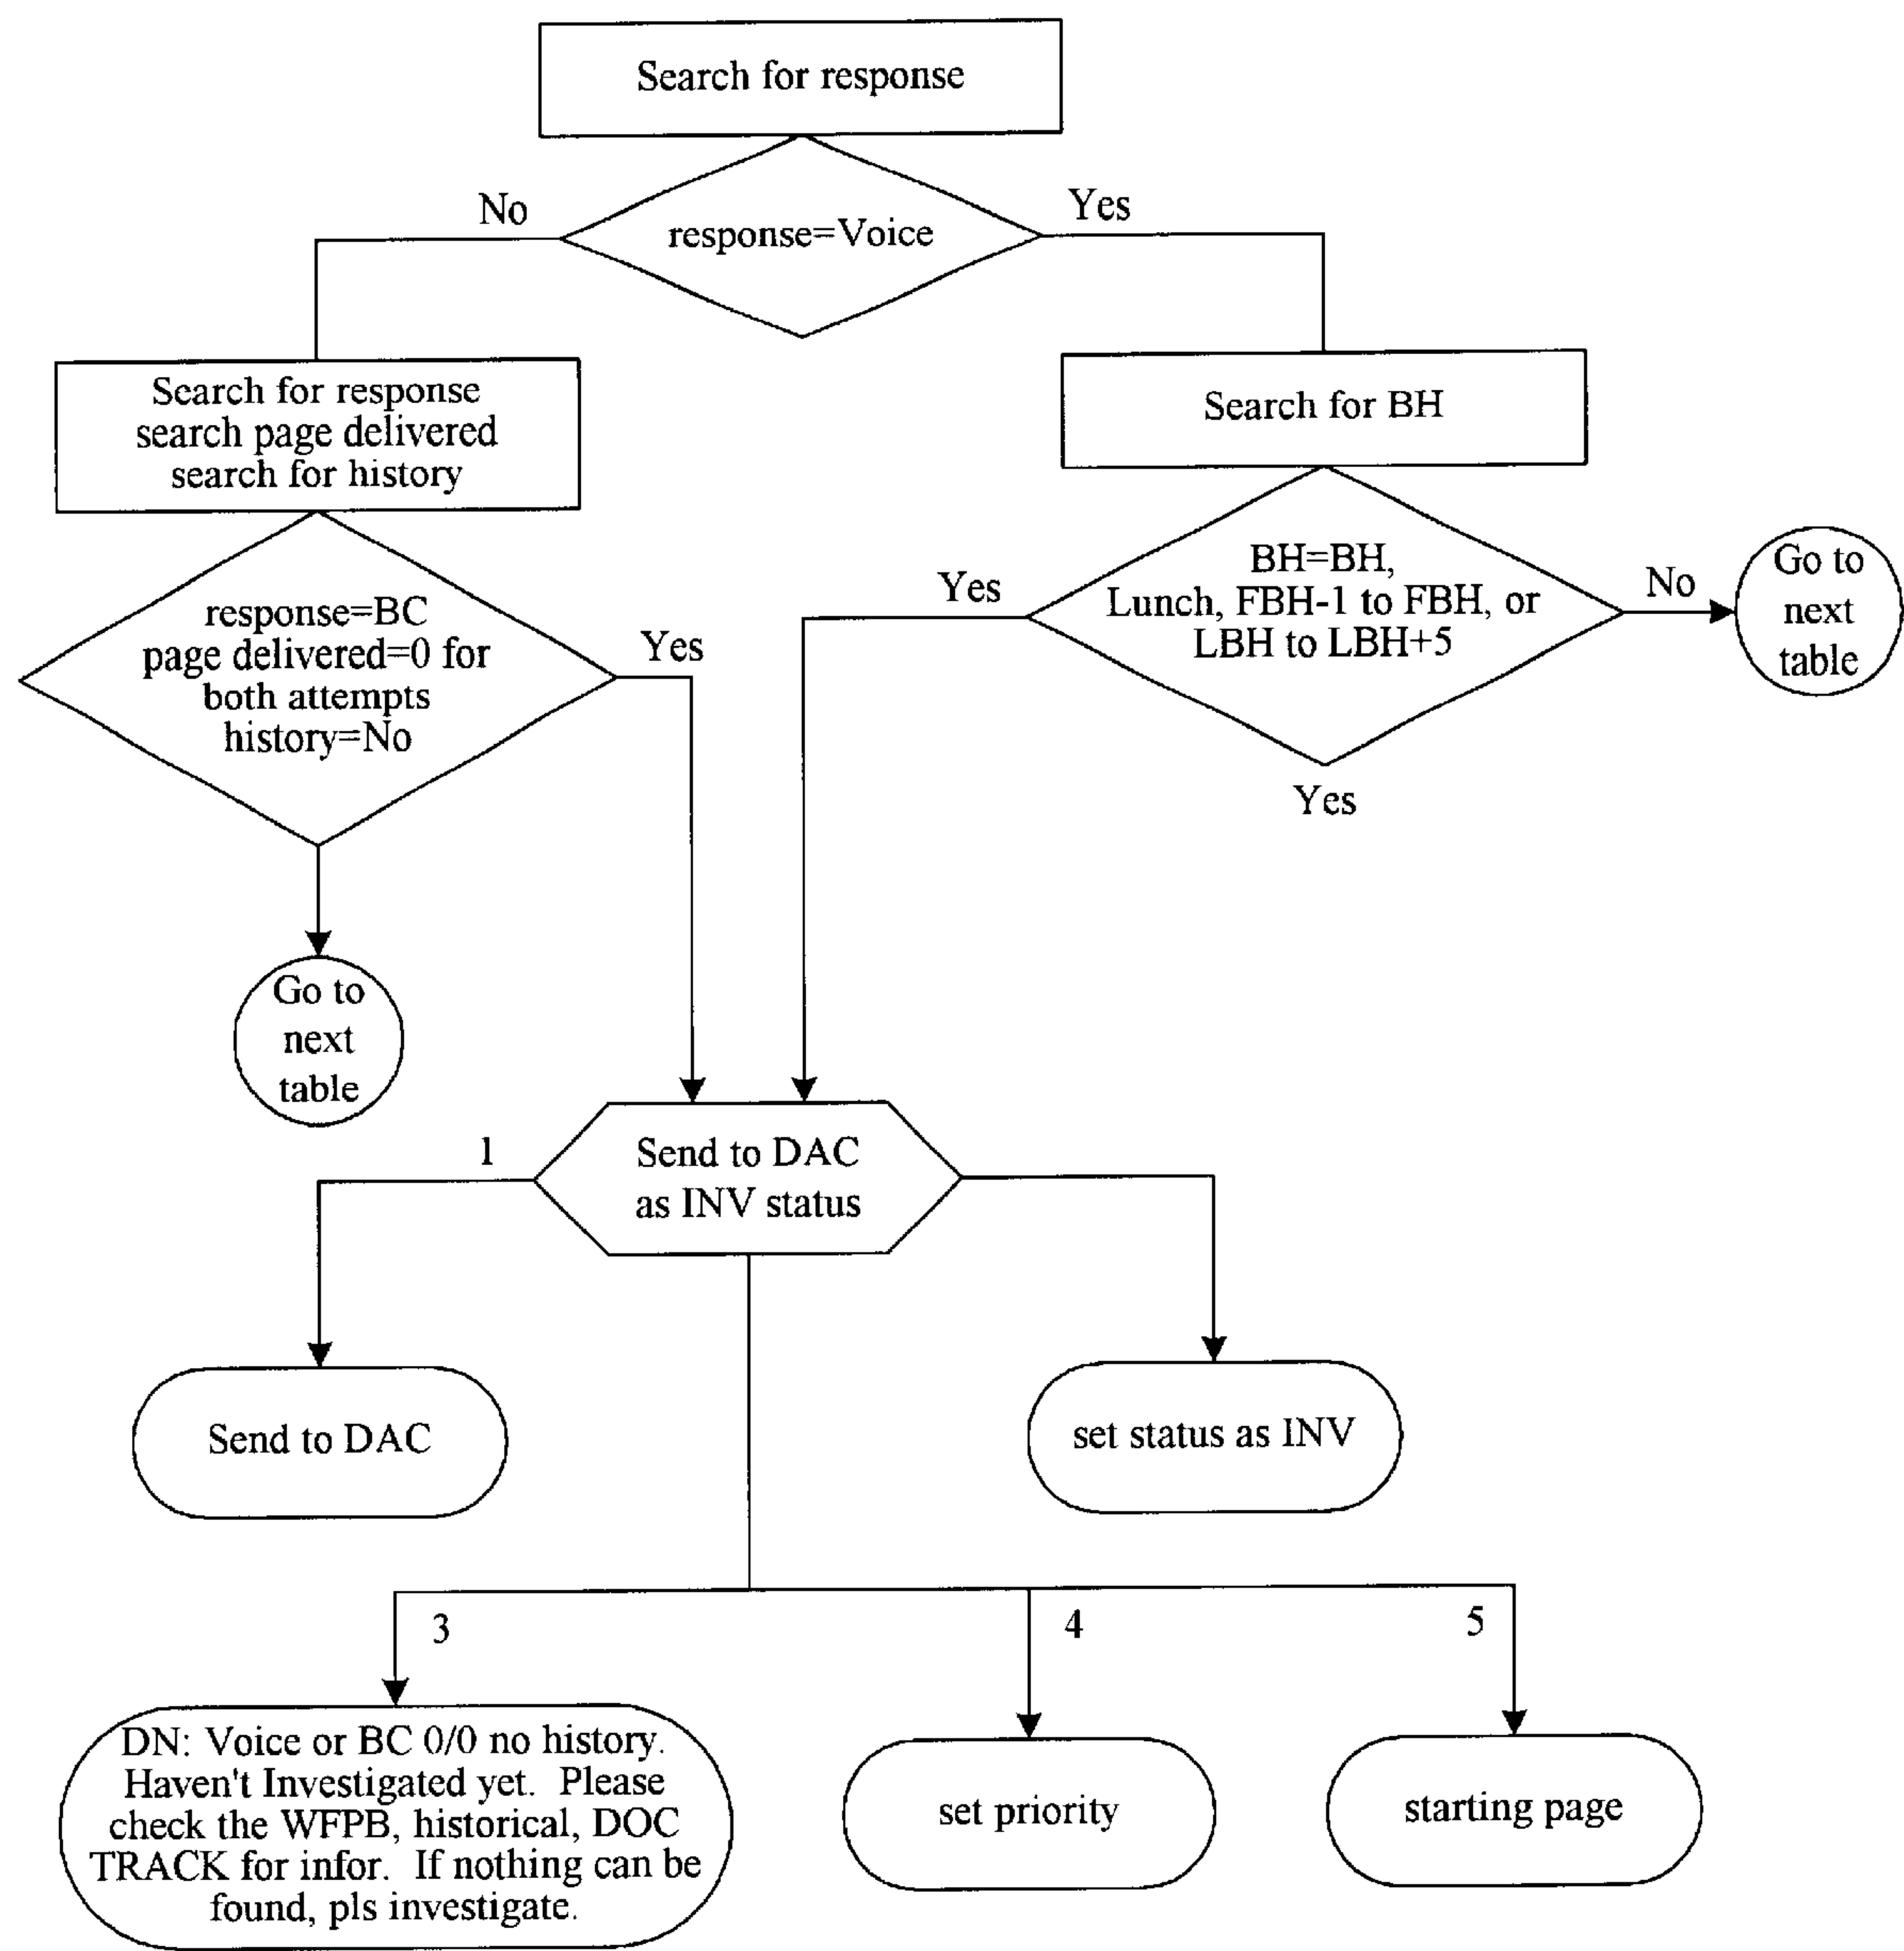 Search for response
No
response=Voice
Yes
Search for response
search page delivered
search for history
Search for BH
response=BC
page delivered=0 for
both attempts
history=No
Yes
Yes
BH=BH,
Lunch, FBH-1 to FBH, or
LBH to LBH+5
No
Go to
next
table
Yes
Go to
next
table
1
Send to DAC
as INV status
Send to DAC
set status as INV
3
4
5
DN: Voice or BC 0/0 no history.
Haven't Investigated yet. Please
check the WFPB, historical, DOC
TRACK for infor. If nothing can be
found, pls investigate.
set priority
starting page